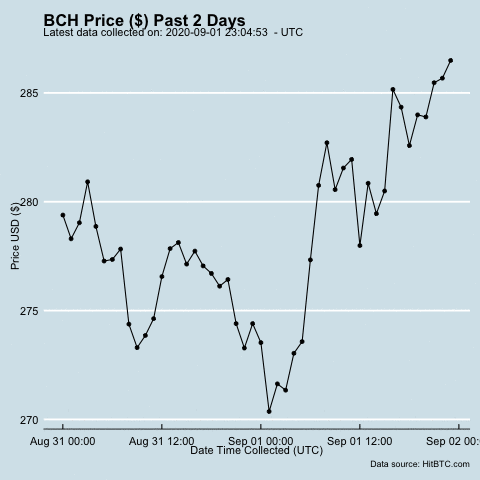 BCH Price ($) Past 2 Days
Latest data collected on: 2020-09-01 23:04:53 - UTC
285
280
275
270
Price USD ($)
Aug 31 00:00 Aug 31 12:00 Sep 01 00:00 Sep 01 12:00 Sep 02 00:
Date Time Collected (UTC)
Data source: HitBTC.com